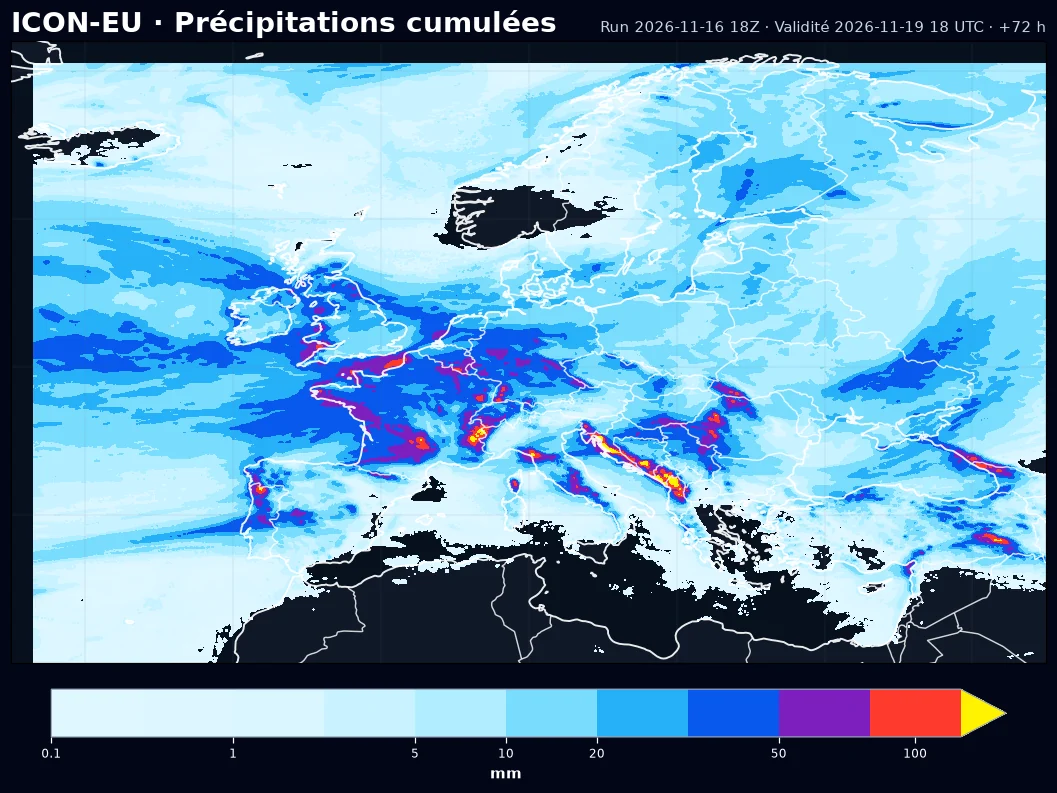 ICON-EU · Précipitations cumulées
Run 2026-11-16 18Z · Validité 2026-11-19 18 UTC · +72 h
0.1 1 5 10 20 50 100
mm